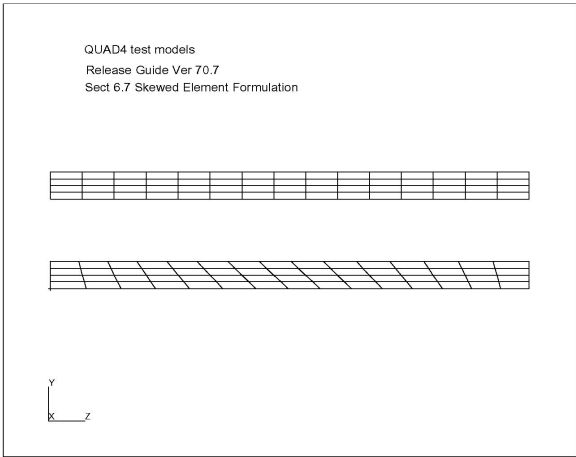 QUAD4 test models
Release Guide Ver 70.7
Sect 6.7 Skewed Element Formulation
Y
X Z